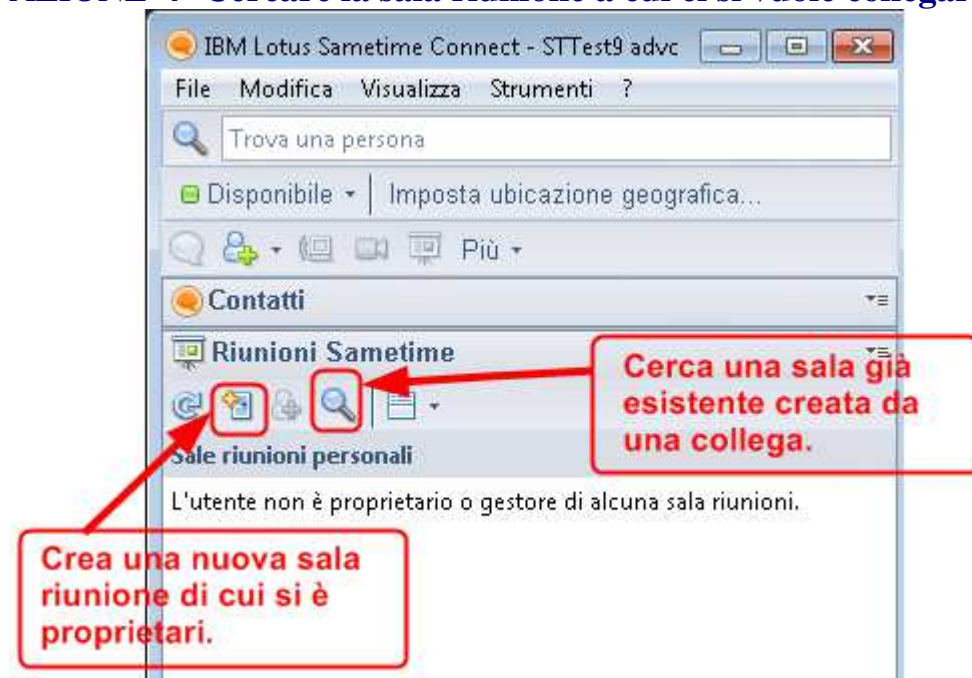 IBM Lotus Sametime Connect - STTest9 advc
File Modifica Visualizza Strumenti ?
Trova una persona
Disponibile Imposta ubicazione geografica...
Più
Contatti
Riunioni Sametime
Cerca una sala già
esistente creata da
una collega.
Sale riunioni personali
L'utente non è proprietario o gestore di alcuna sala riunioni.
Crea una nuova sala
riunione di cui si è
proprietari.